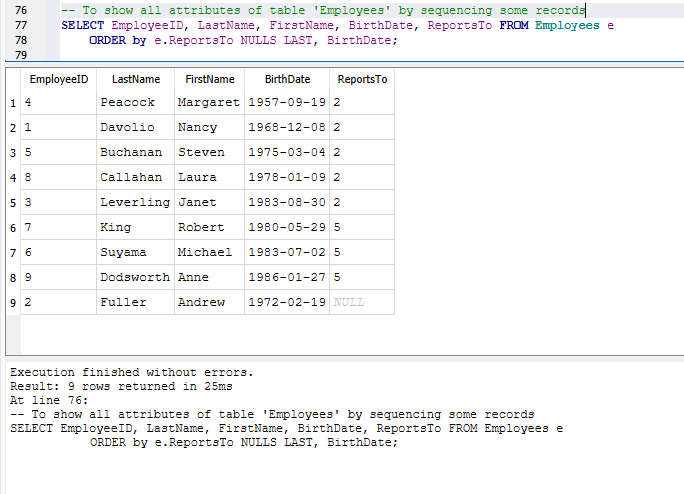 76 -- To show all attributes of table 'Employees' by sequencing some records
77 SELECT EmployeeID, LastName, FirstName, BirthDate, ReportsTo FROM Employees e
78 ORDER by e.ReportsTo NULLS LAST, BirthDate;
79
EmployeeID LastName FirstName BirthDate ReportsTo
1 4 Peacock Margaret 1957-09-19 2
2 1 Davolio Nancy 1968-12-08 2
3 5 Buchanan Steven 1975-03-04 2
4 8 Callahan Laura 1978-01-09 2
5 3 Leverling Janet 1983-08-30 2
6 7 King Robert 1980-05-29 5
7 6 Suyama Michael 1983-07-02 5
8 9 Dodsworth Anne 1986-01-27 5
9 2 Fuller Andrew 1972-02-19 NULL
Execution finished without errors.
Result: 9 rows returned in 25ms
At line 76:
-- To show all attributes of table 'Employees' by sequencing some records
SELECT EmployeeID, LastName, FirstName, BirthDate, ReportsTo FROM Employees e
ORDER by e.ReportsTo NULLS LAST, BirthDate;